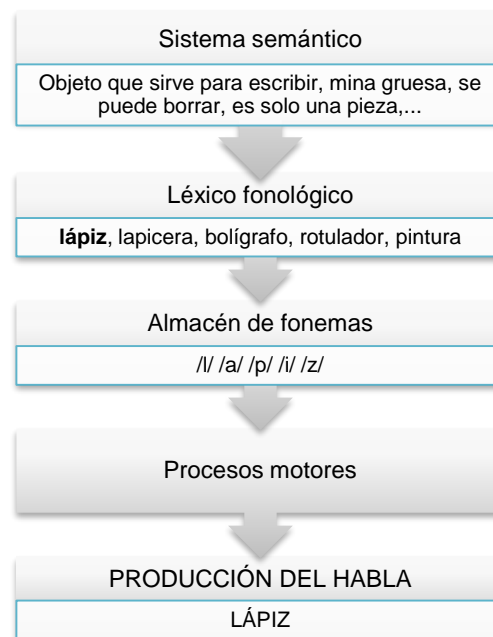 Sistema semántico
Objeto que sirve para escribir, mina gruesa, se
puede borrar, es solo una pieza,...
Léxico fonológico
lápiz, lapicera, bolígrafo, rotulador, pintura
Almacén de fonemas
/l/ /a/ /p/ /i/ /z/
Procesos motores
PRODUCCIÓN DEL HABLA
LÁPIZ